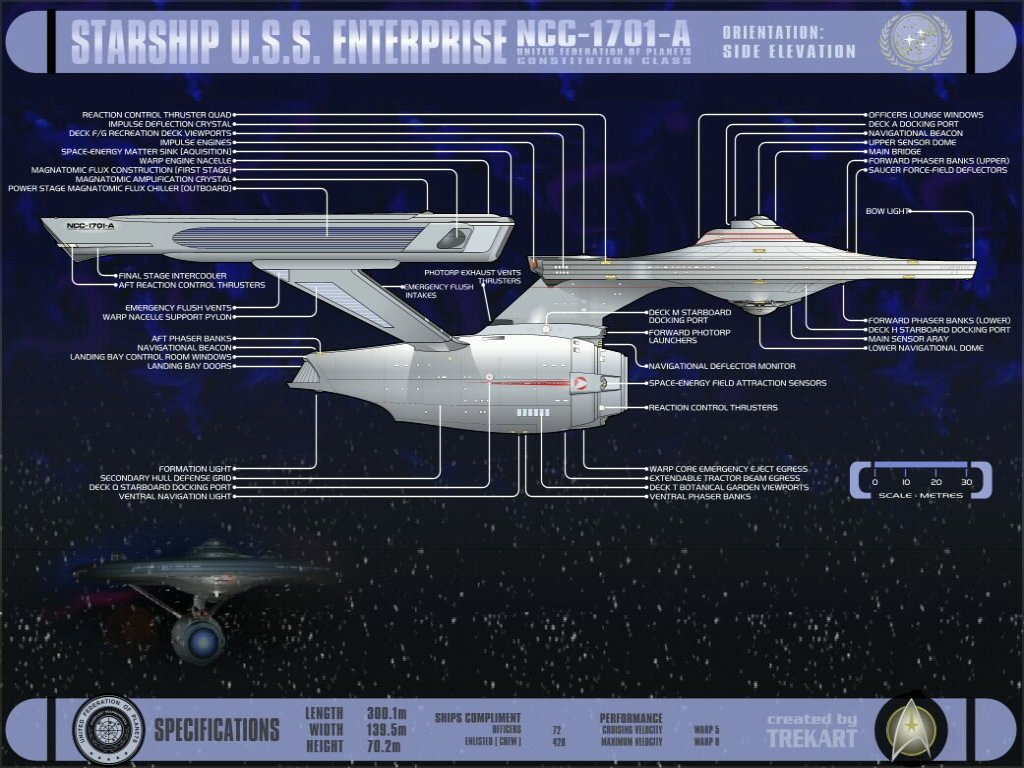 STARSHIP U.S.S. ENTERPRISE NCC-1701-A
UNITED FEDERATION OF PLANETS
CONSTITUTION CLASS
ORIENTATION:
SIDE ELEVATION
REACTION CONTROL THRUSTER QUAD
IMPULSE DEFLECTION CRYSTAL
DECK F/G RECREATION DECK VIEWPORTS
IMPULSE ENGINES
SPACE-ENERGY MATTER SINK [AQUISITION]
WARP ENGINE NACELLE
MAGNATOMIC FLUX CONSTRUCTION [FIRST STAGE]
MAGNATOMIC AMPLIFICATION CRYSTAL
POWER STAGE MAGNATOMIC FLUX CHILLER [OUTBOARD]
OFFICERS LOUNGE WINDOWS
DECK A DOCKING PORT
NAVIGATIONAL BEACON
UPPER SENSOR DOME
MAIN BRIDGE
FORWARD PHASER BANKS (UPPER)
SAUCER FORCE-FIELD DEFLECTORS
BOW LIGHT
NCC-1701-A
FINAL STAGE INTERCOOLER
AFT REACTION CONTROL THRUSTERS
PHOTORP EXHAUST VENTS
THRUSTERS
EMERGENCY FLUSH
INTAKES
EMERGENCY FLUSH VENTS
WARP NACELLE SUPPORT PYLON
DECK M STARBOARD
DOCKING PORT
FORWARD PHOTORP
LAUNCHERS
FORWARD PHASER BANKS (LOWER)
DECK H STARBOARD DOCKING PORT
MAIN SENSOR ARAY
LOWER NAVIGATIONAL DOME
AFT PHASER BANKS
NAVIGATIONAL BEACON
LANDING BAY CONTROL ROOM WINDOWS
LANDING BAY DOORS
NAVIGATIONAL DEFLECTOR MONITOR
SPACE-ENERGY FIELD ATTRACTION SENSORS
REACTION CONTROL THRUSTERS
FORMATION LIGHT
SECONDARY HULL DEFENSE GRID
DECK Q STARBOARD DOCKING PORT
VENTRAL NAVIGATION LIGHT
WARP CORE EMERGENCY EJECT EGRESS
EXTENDABLE TRACTOR BEAM EGRESS
DECK T BOTANICAL GARDEN VIEWPORTS
VENTRAL PHASER BANKS
0 10 20 30
SCALE - METRES
UNITED FEDERATION OF PLANETS
SPECIFICATIONS
LENGTH 300.1m
WIDTH 139.5m
HEIGHT 70.2m
SHIPS COMPLIMENT
OFFICERS 72
ENLISTED [ CREW ] 428
PERFORMANCE
CRUISING VELOCITY WARP 5
MAXIMUM VELOCITY WARP 8
created by
TREKART